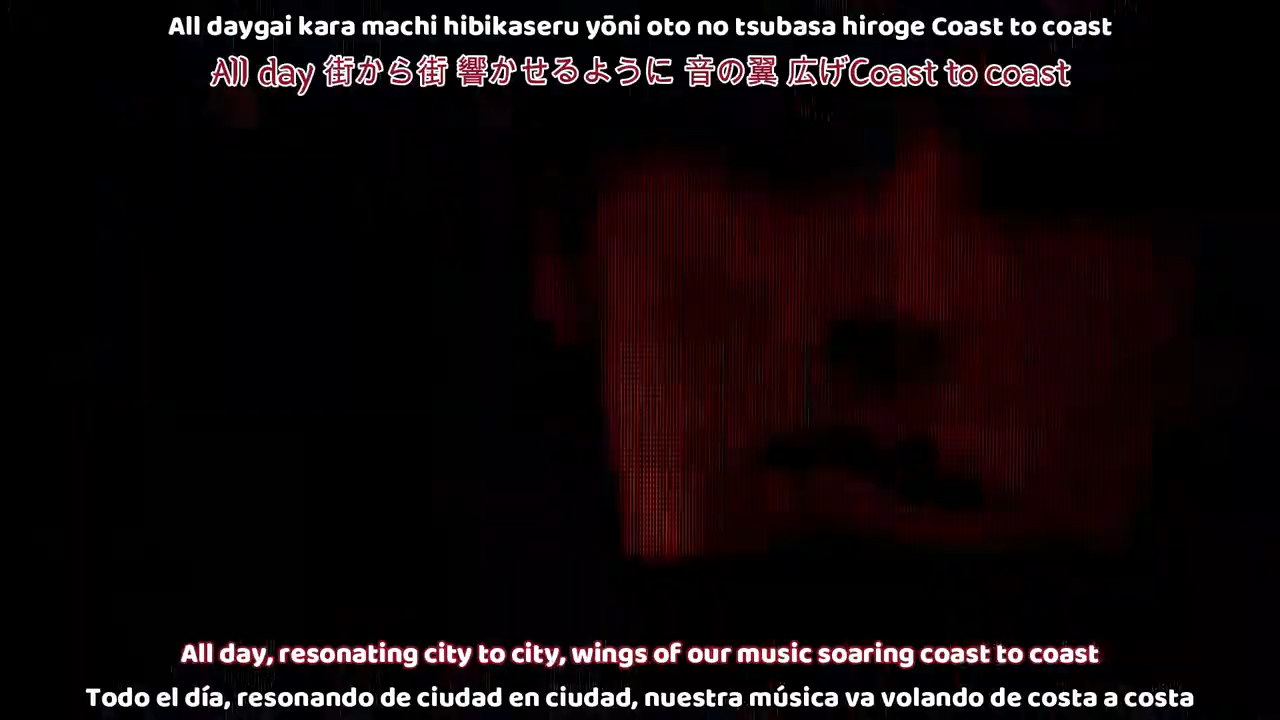 All daygai kara machi hibikaseru yōni oto no tsubasa hiroge Coast to coast
All day 街から街 響かせるように 音の翼 広げCoast to coast
All day, resonating city to city, wings of our music soaring coast to coast
Todo el día, resonando de ciudad en ciudad, nuestra música va volando de costa a costa